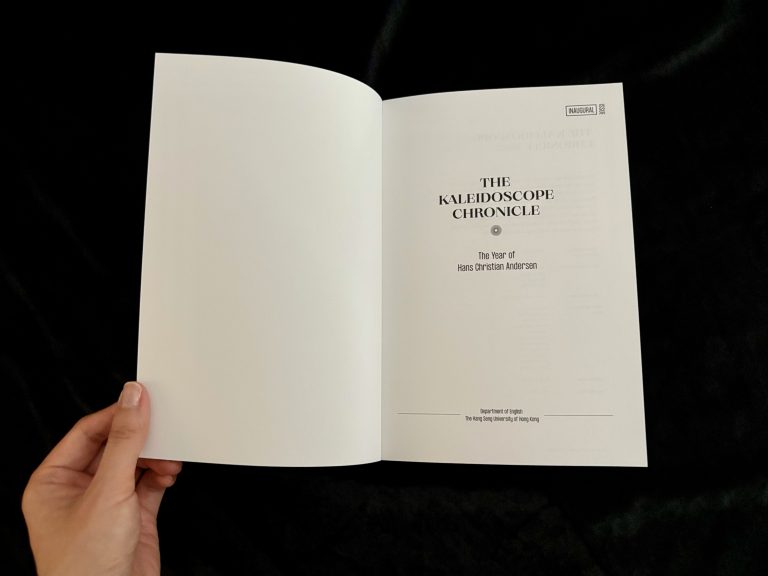 INAUGURAL ISSUE
THE
KALEIDOSCOPE
CHRONICLE
The Year of
Hans Christian Andersen
Department of English
The Hang Seng University of Hong Kong